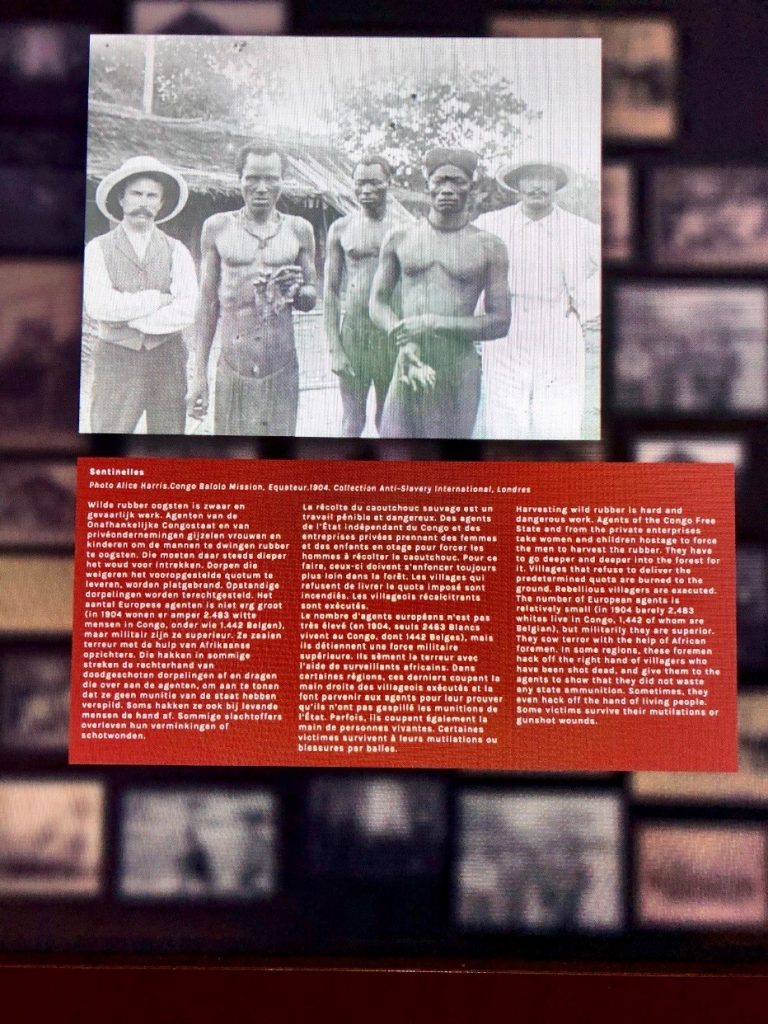 Sentinelles
Photo Alice Harris.Congo Balolo Mission, Equateur.1904. Collection Anti-Slavery International, Londres
Wilde rubber oogsten is zwaar en
gevaarlijk werk. Agenten van de
Onafhankelijke Congostaat en van
privéondernemingen gijzelen vrouwen en
kinderen om de mannen te dwingen rubber
te oogsten. Die moeten daar steeds dieper
het woud voor intrekken. Dorpen die
weigeren het vooropgestelde quotum te
leveren, worden platgebrand. Opstandige
dorpelingen worden terechtgesteld. Het
aantal Europese agenten is niet erg groot
(in 1904 wonen er amper 2.483 witte
mensen in Congo, onder wie 1.442 Belgen),
maar militair zijn ze superieur. Ze zaaien
terreur met de hulp van Afrikaanse
opzichters. Die hakken in sommige
streken de rechterhand van
doodgeschoten dorpelingen af en dragen
die over aan de agenten, om aan te tonen
dat ze geen munitie van de staat hebben
verspild. Soms hakken ze ook bij levende
mensen de hand af. Sommige slachtoffers
overleven hun verminkingen of
schotwonden.
La récolte du caoutchouc sauvage est un
travail pénible et dangereux. Des agents
de l'État indépendant du Congo et des
entreprises privées prennent des femmes
et des enfants en otage pour forcer les
hommes à récolter le caoutchouc. Pour ce
faire, ceux-ci doivent s'enfoncer toujours
plus loin dans la forêt. Les villages qui
refusent de livrer le quota imposé sont
incendiés. Les villageois récalcitrants
sont exécutés.
Le nombre d'agents européens n'est pas
très élevé (en 1904, seuls 2483 Blancs
vivent au Congo, dont 1442 Belges), mais
ils détiennent une force militaire
supérieure. Ils sèment la terreur avec
l'aide de surveillants africains. Dans
certaines régions, ces derniers coupent la
main droite des villageois exécutés et la
font parvenir aux agents pour leur prouver
qu'ils n'ont pas gaspillé les munitions de
l'État. Parfois, ils coupent également la
main de personnes vivantes. Certaines
victimes survivent à leurs mutilations ou
blessures par balles.
Harvesting wild rubber is hard and
dangerous work. Agents of the Congo Free
State and from the private enterprises
take women and children hostage to force
the men to harvest the rubber. They have
to go deeper and deeper into the forest for
it. Villages that refuse to deliver the
predetermined quotas are burned to the
ground. Rebellious villagers are executed.
The number of European agents is
relatively small (in 1904 barely 2,483
whites live in Congo, 1,442 of whom are
Belgian), but militarily they are superior.
They sow terror with the help of African
foremen. In some regions, these foremen
hack off the right hand of villagers who
have been shot dead, and give them to the
agents to show that they did not waste
any state ammunition. Sometimes, they
even hack off the hand of living people.
Some victims survive their mutilations or
gunshot wounds.